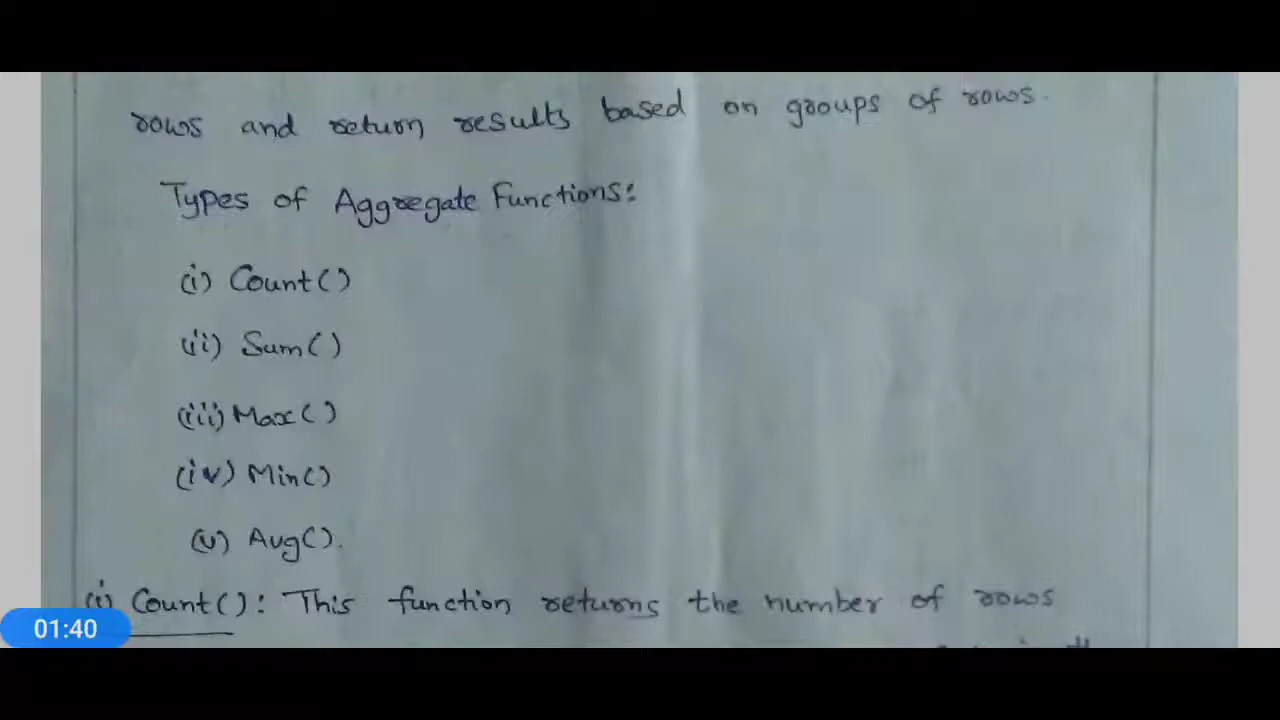 rows and return results based on groups of rows.
Types of Aggregate Functions:
(i) Count()
(ii) Sum()
(iii) Max()
(iv) Min()
(v) Avg().
(i) Count(): This function returns the number of rows
01:40